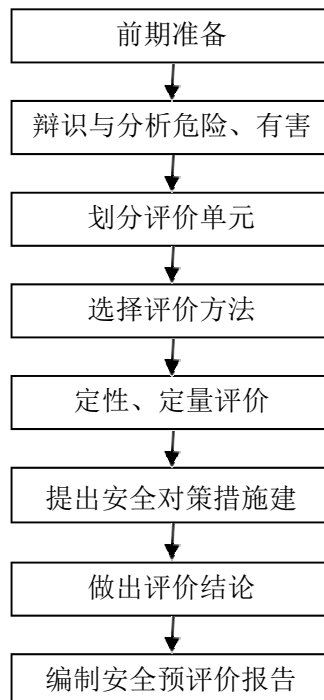 前期准备
辩识与分析危险、有害
划分评价单元
选择评价方法
定性、定量评价
提出安全对策措施建
做出评价结论
编制安全预评价报告